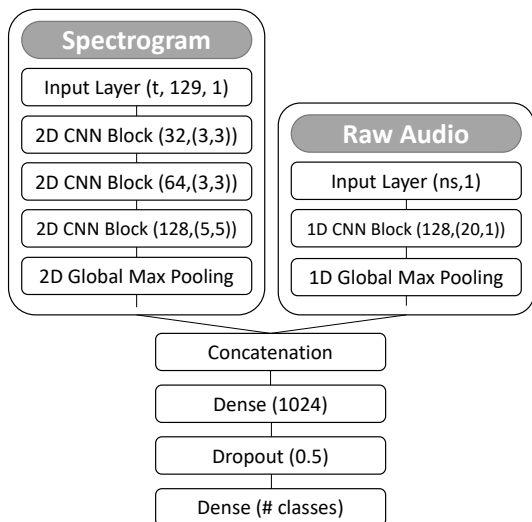 Spectrogram
Input Layer (t, 129, 1)
2D CNN Block (32,(3,3))
2D CNN Block (64,(3,3))
2D CNN Block (128,(5,5))
2D Global Max Pooling
Raw Audio
Input Layer (ns,1)
1D CNN Block (128,(20,1))
1D Global Max Pooling
Concatenation
Dense (1024)
Dropout (0.5)
Dense (# classes)